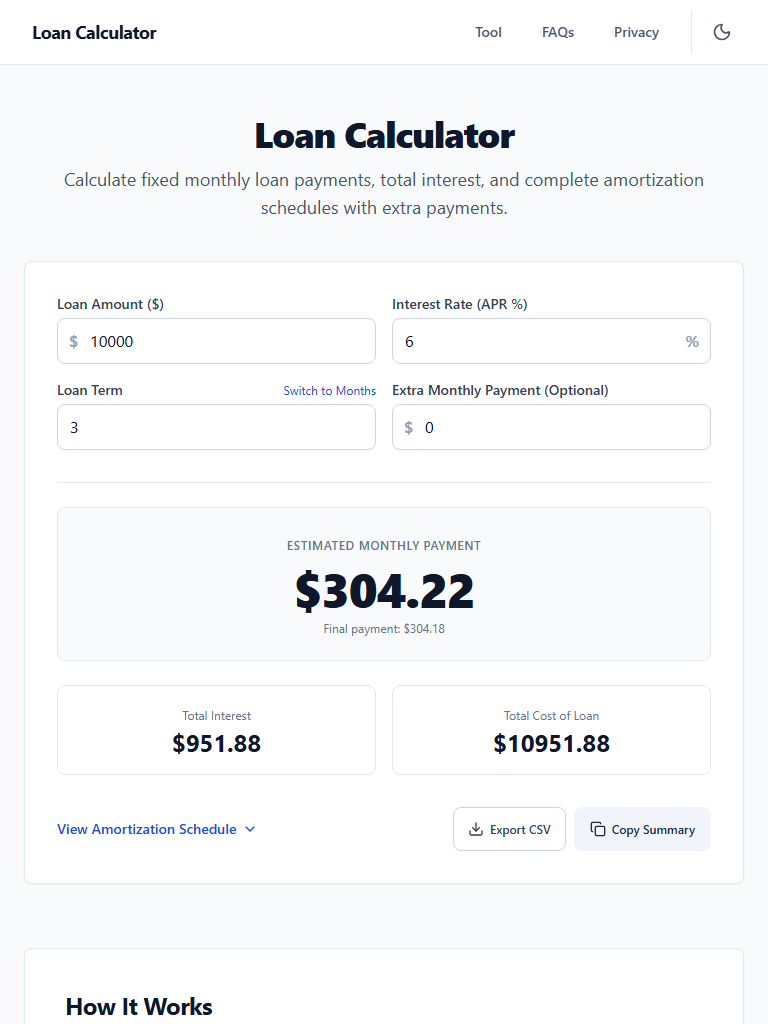 Loan Calculator
Tool
FAQs
Privacy
Loan Calculator
Calculate fixed monthly loan payments, total interest, and complete amortization
schedules with extra payments.
Loan Amount ($)
Interest Rate (APR %)
$ 10000
6 %
Loan Term
Switch to Months
Extra Monthly Payment (Optional)
3
$ 0
ESTIMATED MONTHLY PAYMENT
$304.22
Final payment: $304.18
Total Interest
$951.88
Total Cost of Loan
$10951.88
View Amortization Schedule
Export CSV
Copy Summary
How It Works